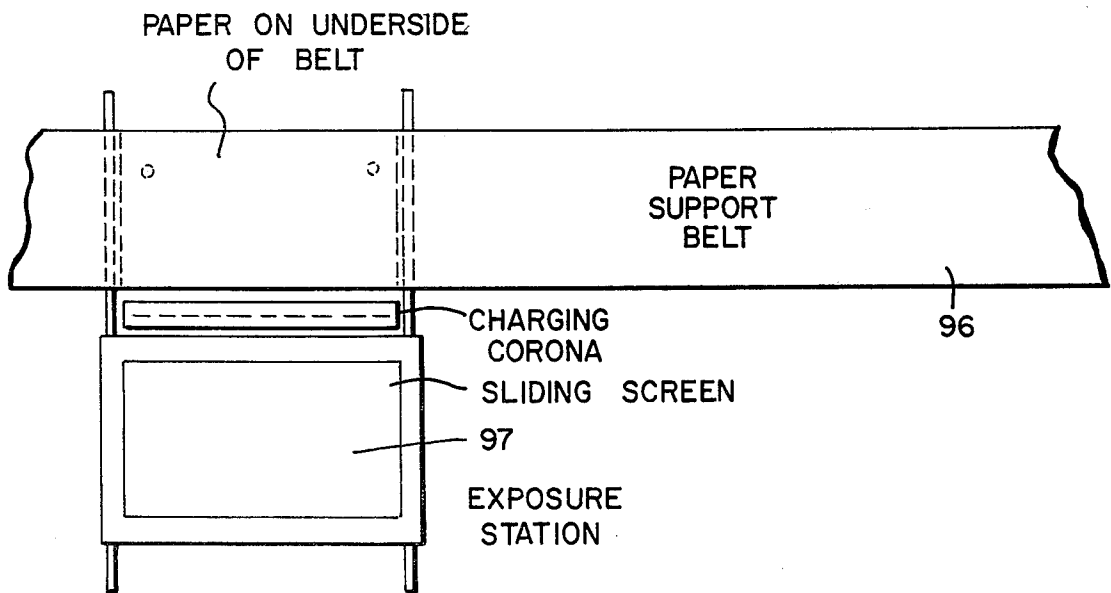 PAPER ON UNDERSIDE
OF BELT
PAPER
SUPPORT
BELT
96
CHARGING
CORONA
SLIDING SCREEN
97
EXPOSURE
STATION